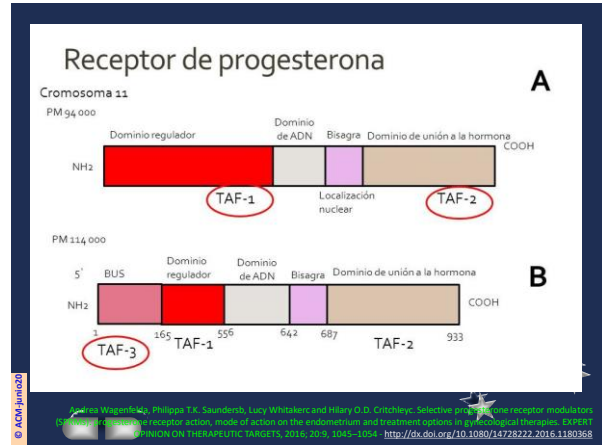 Receptor de progesterona
A
Cromosoma 11
PM 94 000
Dominio regulador
Dominio
de ADN
Bisagra
Dominio de unión a la hormona
NH2
COOH
TAF-1
Localización
nuclear
TAF-2
PM 114 000
B
5´
BUS
Dominio
regulador
Dominio
de ADN
Bisagra
Dominio de unión a la hormona
NH2
COOH
1
165
556
642
687
933
TAF-3
TAF-1
TAF-2
© ACM-junio20
Andrea Wagenfelda, Philippa T.K. Saundersb, Lucy Whitakerc and Hilary O.D. Critchleyc. Selective progesterone receptor modulators
progesterone receptor action, mode of action on the endometrium and treatment options in gynecological therapies. EXPERT
OPINION ON THERAPEUTIC TARGETS, 2016; 20:9, 1045–1054 - http://dx.doi.org/10.1080/14728222.2016.1180368